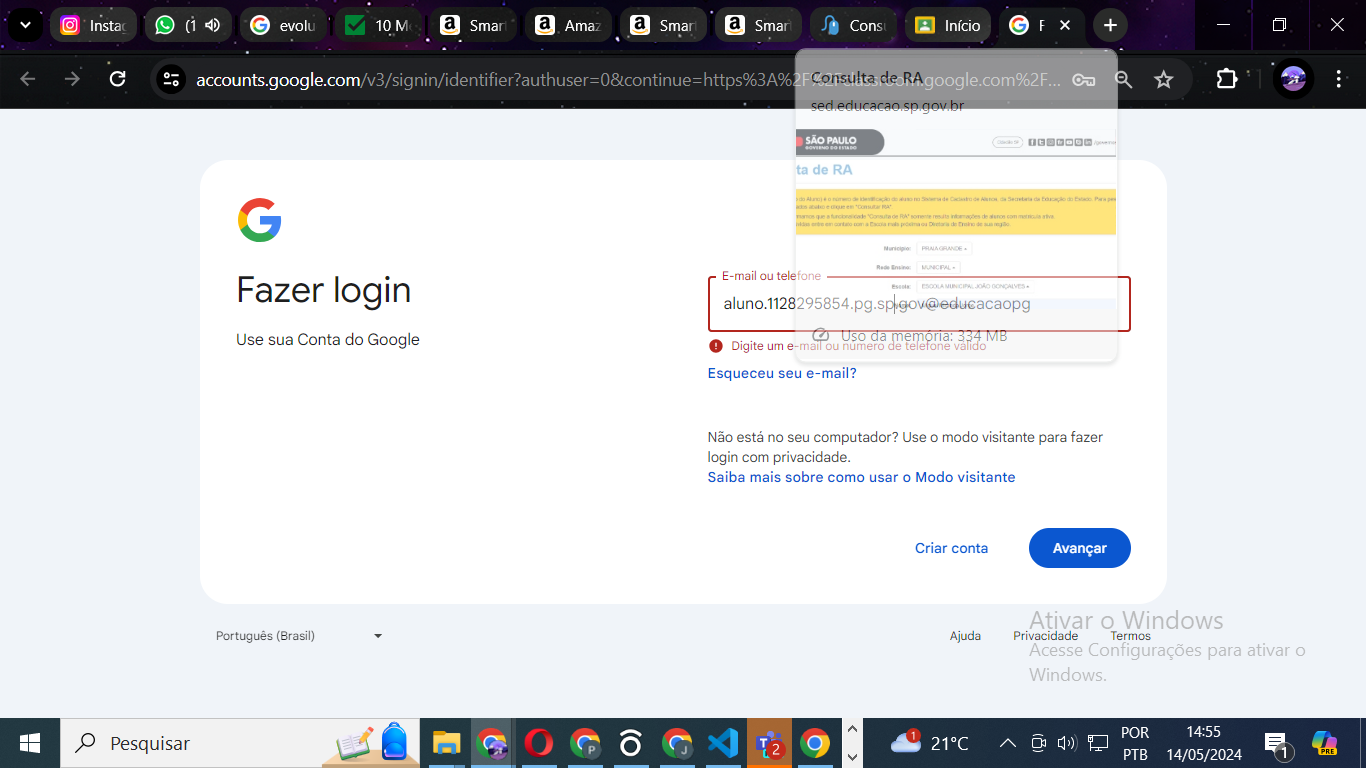 Instag
(1
evolu
10 M
Smart
Amaz
Smart
Smart
Consu
Início
F
accounts.google.com/v3/signin/identifier?authuser=0&continue=https%3A%2F%2Fclassroom.google.com%2F...
Consulta de RA
sed.educacao.sp.gov.br
SÃO PAULO
GOVERNO DO ESTADO
ta de RA
Município: PRAIA GRANDE
Rede Ensino: MUNICIPAL
Escola: ESCOLA MUNICIPAL JOÃO GONÇALVES
Uso da memória: 334 MB
Fazer login
Use sua Conta do Google
E-mail ou telefone
aluno.1128295854.pg.sp.gov@educacaopg
Digite um e-mail ou número de telefone válido
Esqueceu seu e-mail?
Não está no seu computador? Use o modo visitante para fazer
login com privacidade.
Saiba mais sobre como usar o Modo visitante
Criar conta
Avançar
Português (Brasil)
Ajuda
Privacidade
Termos
Ativar o Windows
Acesse Configurações para ativar o
Windows.
Pesquisar
P
J
2
1
21°C
POR
PTB
14:55
14/05/2024
1
PRE